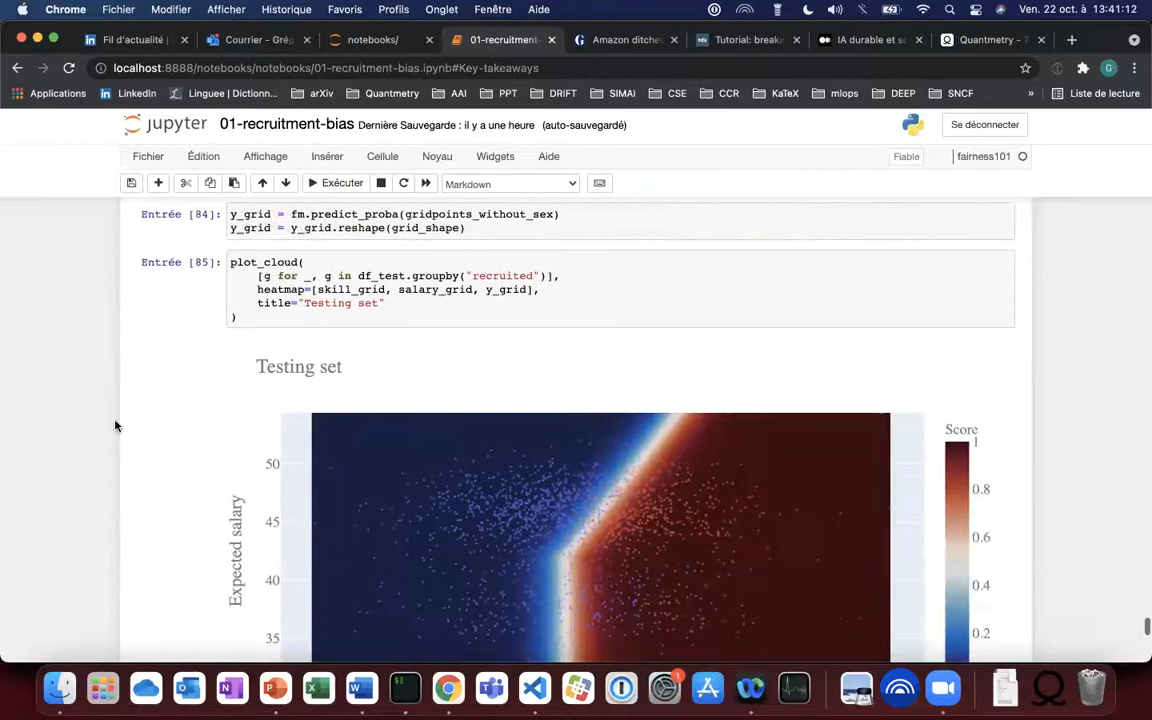 Chrome Fichier Modifier Afficher Historique Favoris Profils Onglet Fenêtre Aide Ven. 22 oct. à 13:41:12
Fil d'actualité | Courrier - Grég notebooks/ 01-recruitment- Amazon ditche Tutorial: break IA durable et s Quantmetry - T
localhost:8888/notebooks/notebooks/01-recruitment-bias.ipynb#Key-takeaways
Applications LinkedIn Linguee | Dictionn... arXiv Quantmetry AAI PPT DRIFT SIMAI CSE CCR KaTeX mlops DEEP SNCF » Liste de lecture
jupyter 01-recruitment-bias Dernière Sauvegarde : il y a une heure (auto-sauvegardé) Se déconnecter
Fichier Édition Affichage Insérer Cellule Noyau Widgets Aide Fiable fairness101
Exécuter Markdown
Entrée [84]: y_grid = fm.predict_proba(gridpoints_without_sex)
y_grid = y_grid.reshape(grid_shape)
Entrée [85]: plot_cloud(
[g for _, g in df_test.groupby("recruited")],
heatmap=[skill_grid, salary_grid, y_grid],
title="Testing set"
)
Testing set
Score
1
50
0.8
45
0.6
Expected salary
40
0.4
35
0.2
1